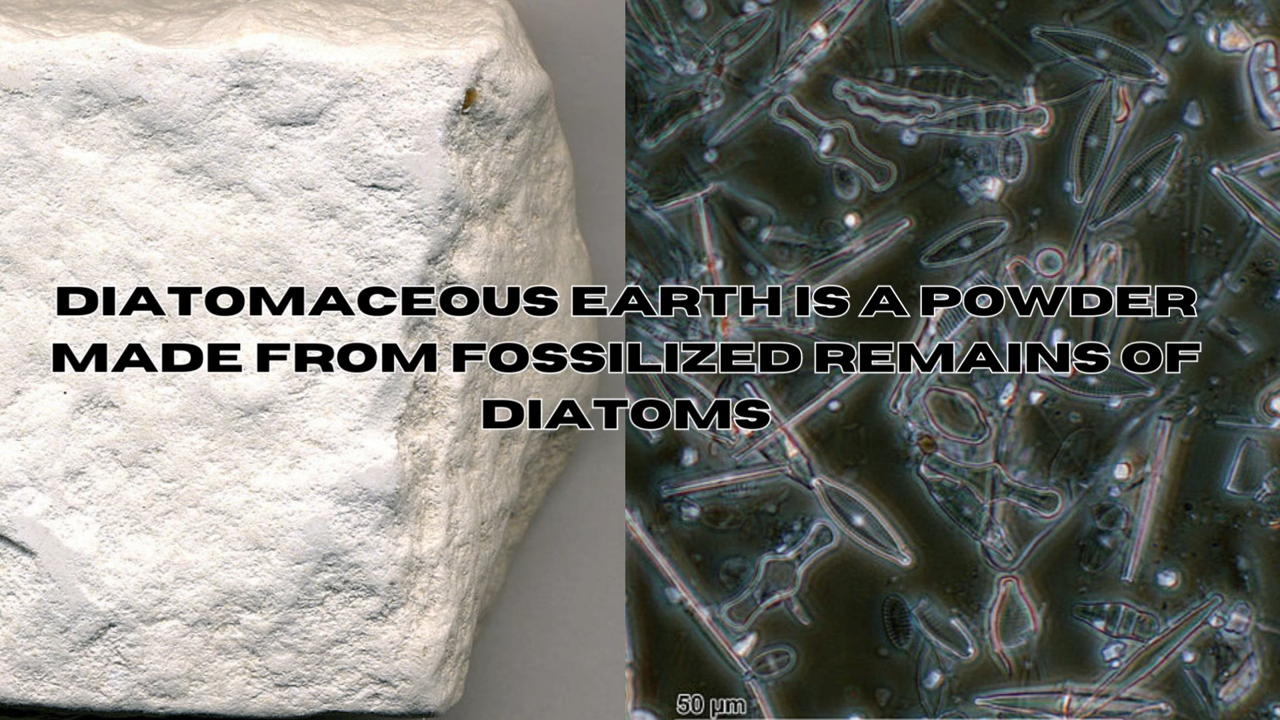 DIATOMACEOUS EARTH IS A POWDER
MADE FROM FOSSILIZED REMAINS OF
DIATOMS
50 µm